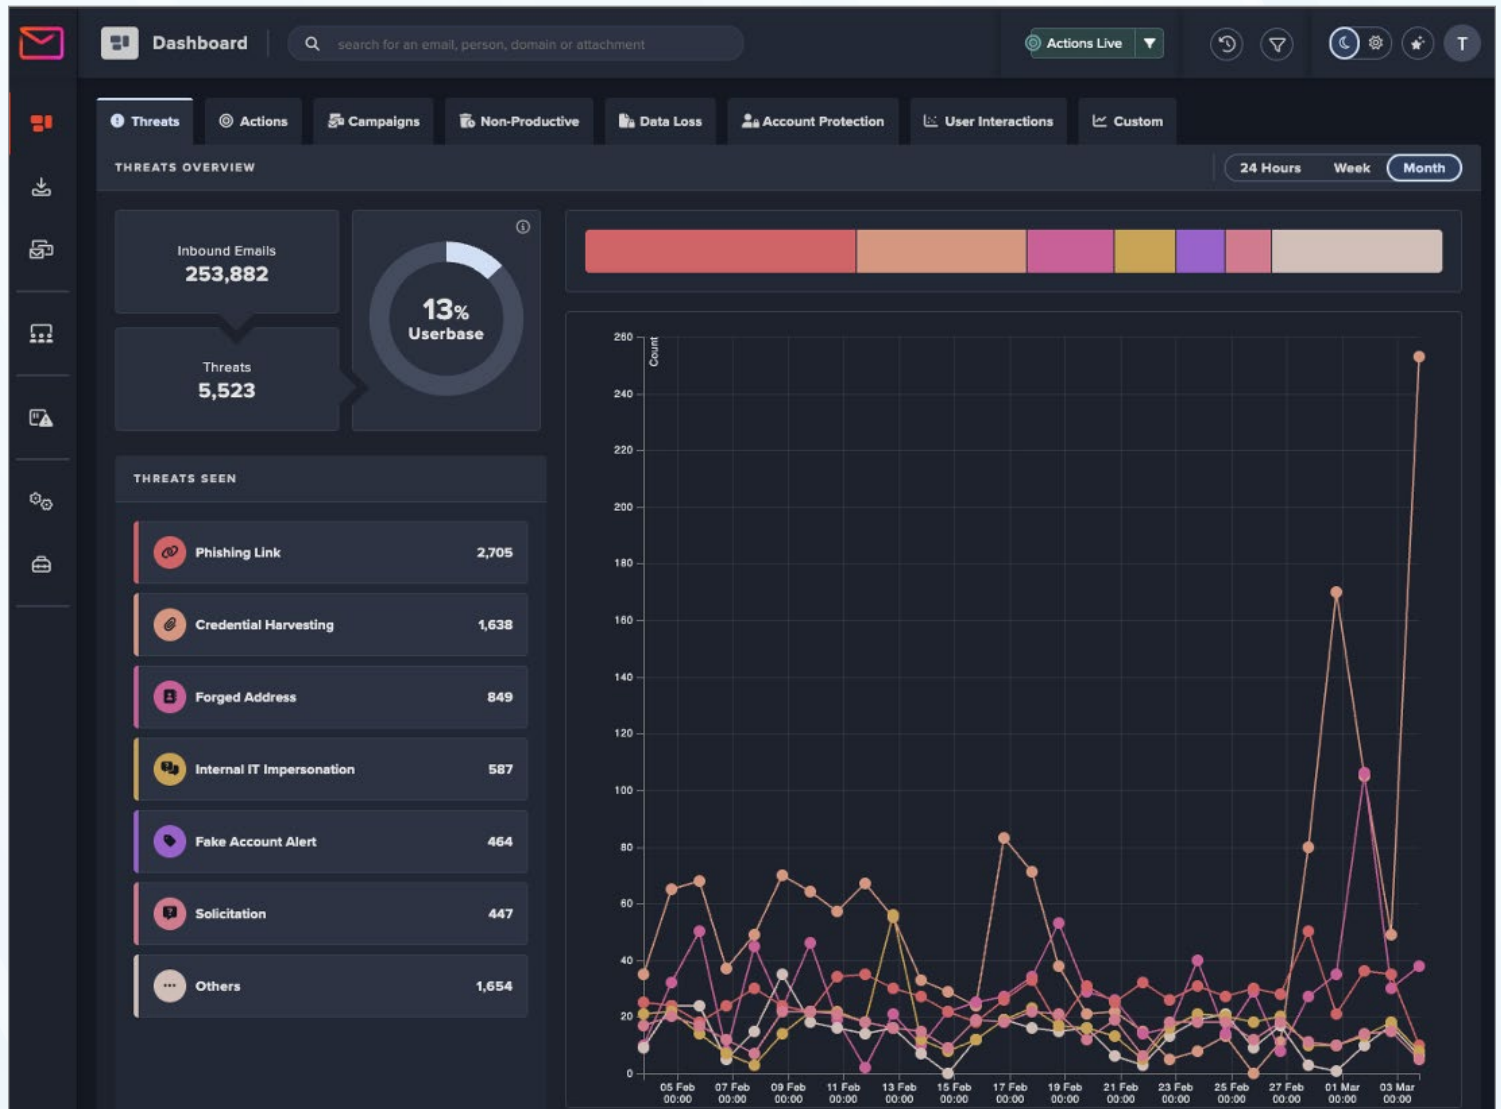 Dashboard
search for an email, person, domain or attachment
Actions Live
T
Threats
Actions
Campaigns
Non-Productive
Data Loss
Account Protection
User Interactions
Custom
THREATS OVERVIEW
24 Hours
Week
Month
Inbound Emails
253,882
Threats
5,523
13%
Userbase
THREATS SEEN
Phishing Link 2,705
Credential Harvesting 1,638
Forged Address 849
Internal IT Impersonation 587
Fake Account Alert 464
Solicitation 447
Others 1,654
Count
260
240
220
200
180
160
140
120
100
80
60
40
20
0
05 Feb 00:00
07 Feb 00:00
09 Feb 00:00
11 Feb 00:00
13 Feb 00:00
15 Feb 00:00
17 Feb 00:00
19 Feb 00:00
21 Feb 00:00
23 Feb 00:00
25 Feb 00:00
27 Feb 00:00
01 Mar 00:00
03 Mar 00:00